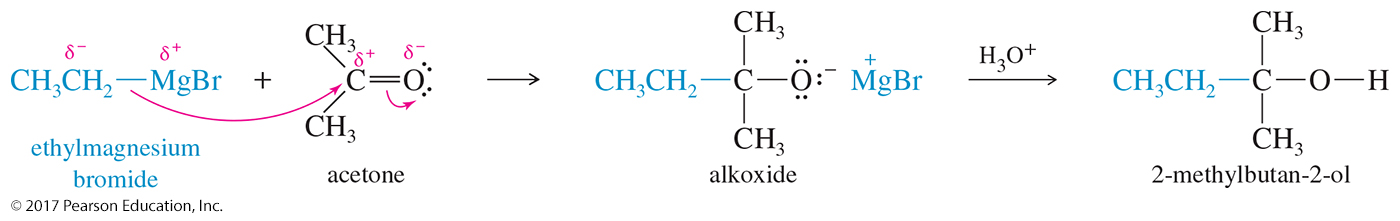 CH₃ CH₃ CH₃
δ⁻ δ⁺ δ⁺ δ⁻ H₃O⁺
CH₃CH₂—MgBr + C=O: ⟶ CH₃CH₂—C—O:⁻ ⁺MgBr ⟶ CH₃CH₂—C—O—H
CH₃ CH₃ CH₃
ethylmagnesium
bromide acetone alkoxide 2-methylbutan-2-ol
© 2017 Pearson Education, Inc.